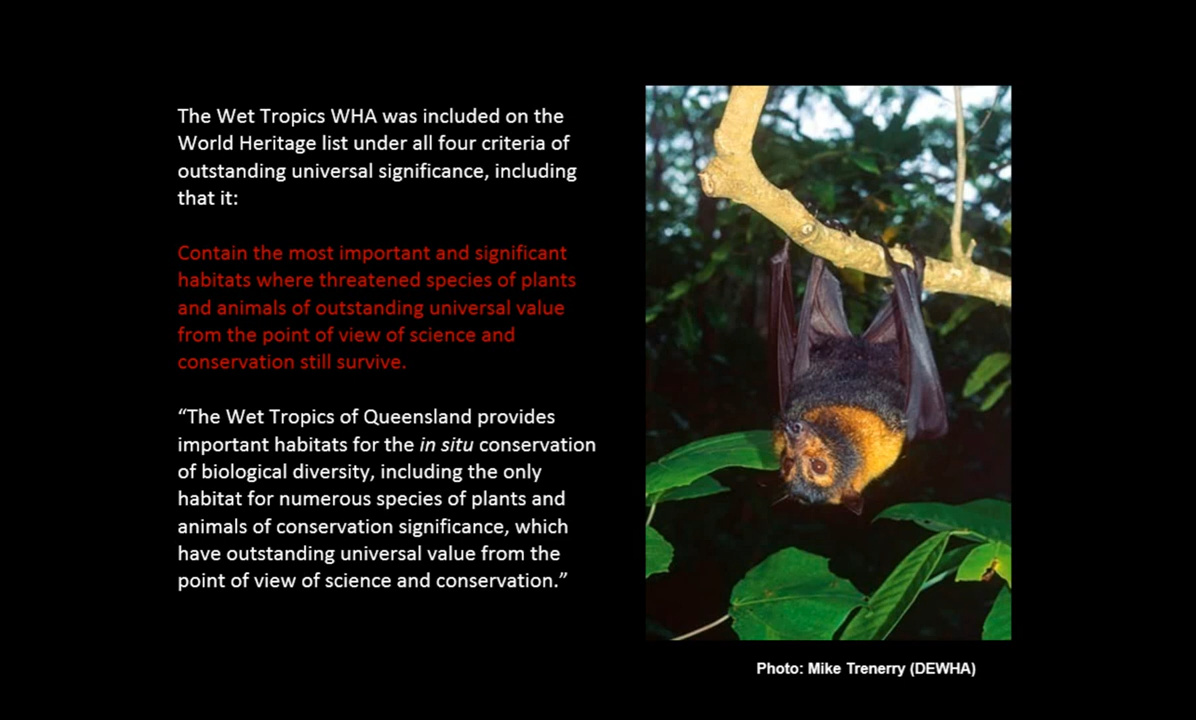 The Wet Tropics WHA was included on the
World Heritage list under all four criteria of
outstanding universal significance, including
that it:
Contain the most important and significant
habitats where threatened species of plants
and animals of outstanding universal value
from the point of view of science and
conservation still survive.
“The Wet Tropics of Queensland provides
important habitats for the in situ conservation
of biological diversity, including the only
habitat for numerous species of plants and
animals of conservation significance, which
have outstanding universal value from the
point of view of science and conservation.”
Photo: Mike Trenerry (DEWHA)